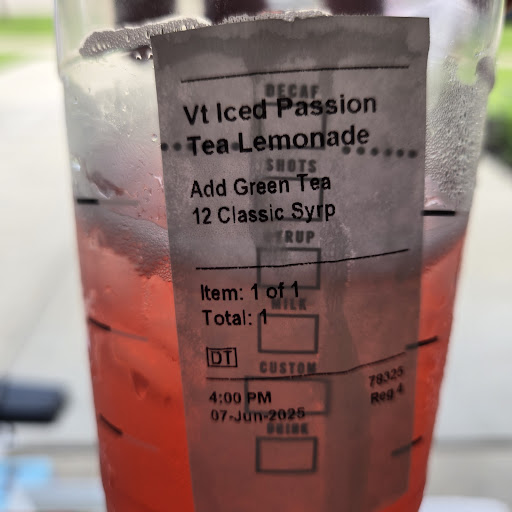 DECAF
Vt Iced Passion
Tea Lemonade
SHOTS
Add Green Tea
12 Classic Syrp
SYRUP
Item: 1 of 1
MILK
Total: 1
DT
CUSTOM
78325
4:00 PM
Reg 4
07-Jun-2025
DRINK